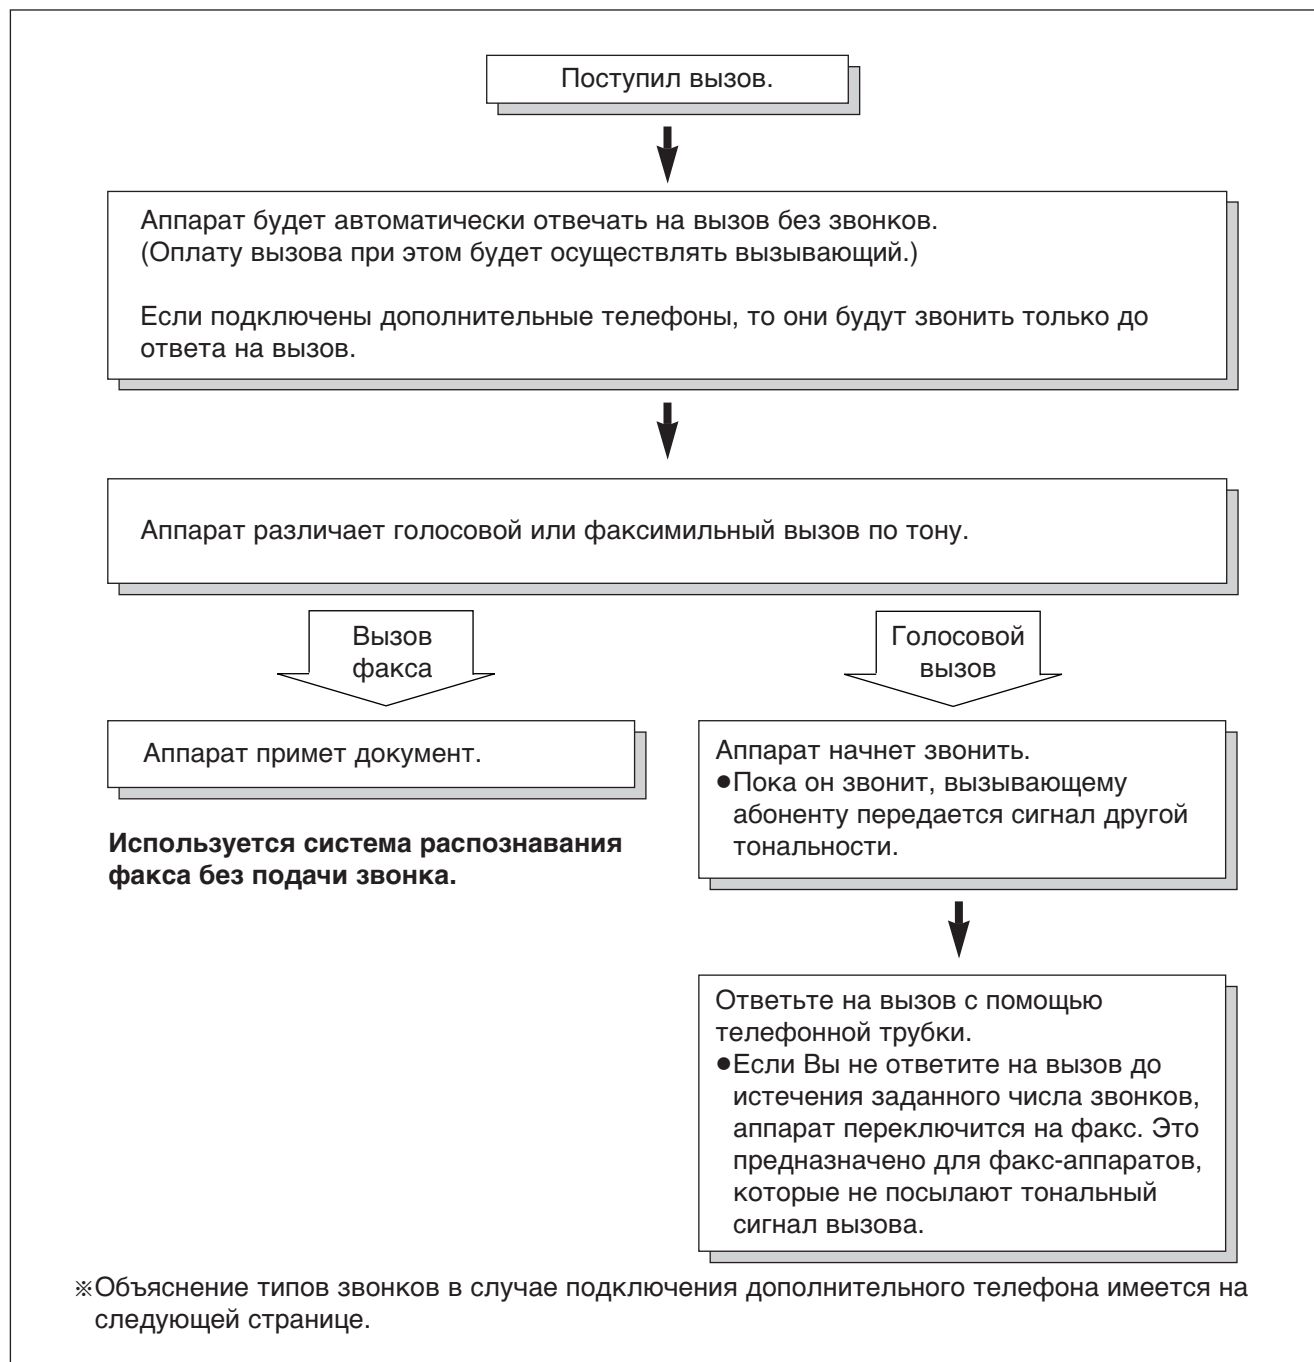 Поступил вызов.
Аппарат будет автоматически отвечать на вызов без звонков.
(Оплату вызова при этом будет осуществлять вызывающий.)
Если подключены дополнительные телефоны, то они будут звонить только до
ответа на вызов.
Аппарат различает голосовой или факсимильный вызов по тону.
Вызов
факса
Голосовой
вызов
Аппарат примет документ.
Используется система распознавания
факса без подачи звонка.
Аппарат начнет звонить.
●Пока он звонит, вызывающему
абоненту передается сигнал другой
тональности.
Ответьте на вызов с помощью
телефонной трубки.
●Если Вы не ответите на вызов до
истечения заданного числа звонков,
аппарат переключится на факс. Это
предназначено для факс-аппаратов,
которые не посылают тональный
сигнал вызова.
※Объяснение типов звонков в случае подключения дополнительного телефона имеется на
следующей странице.